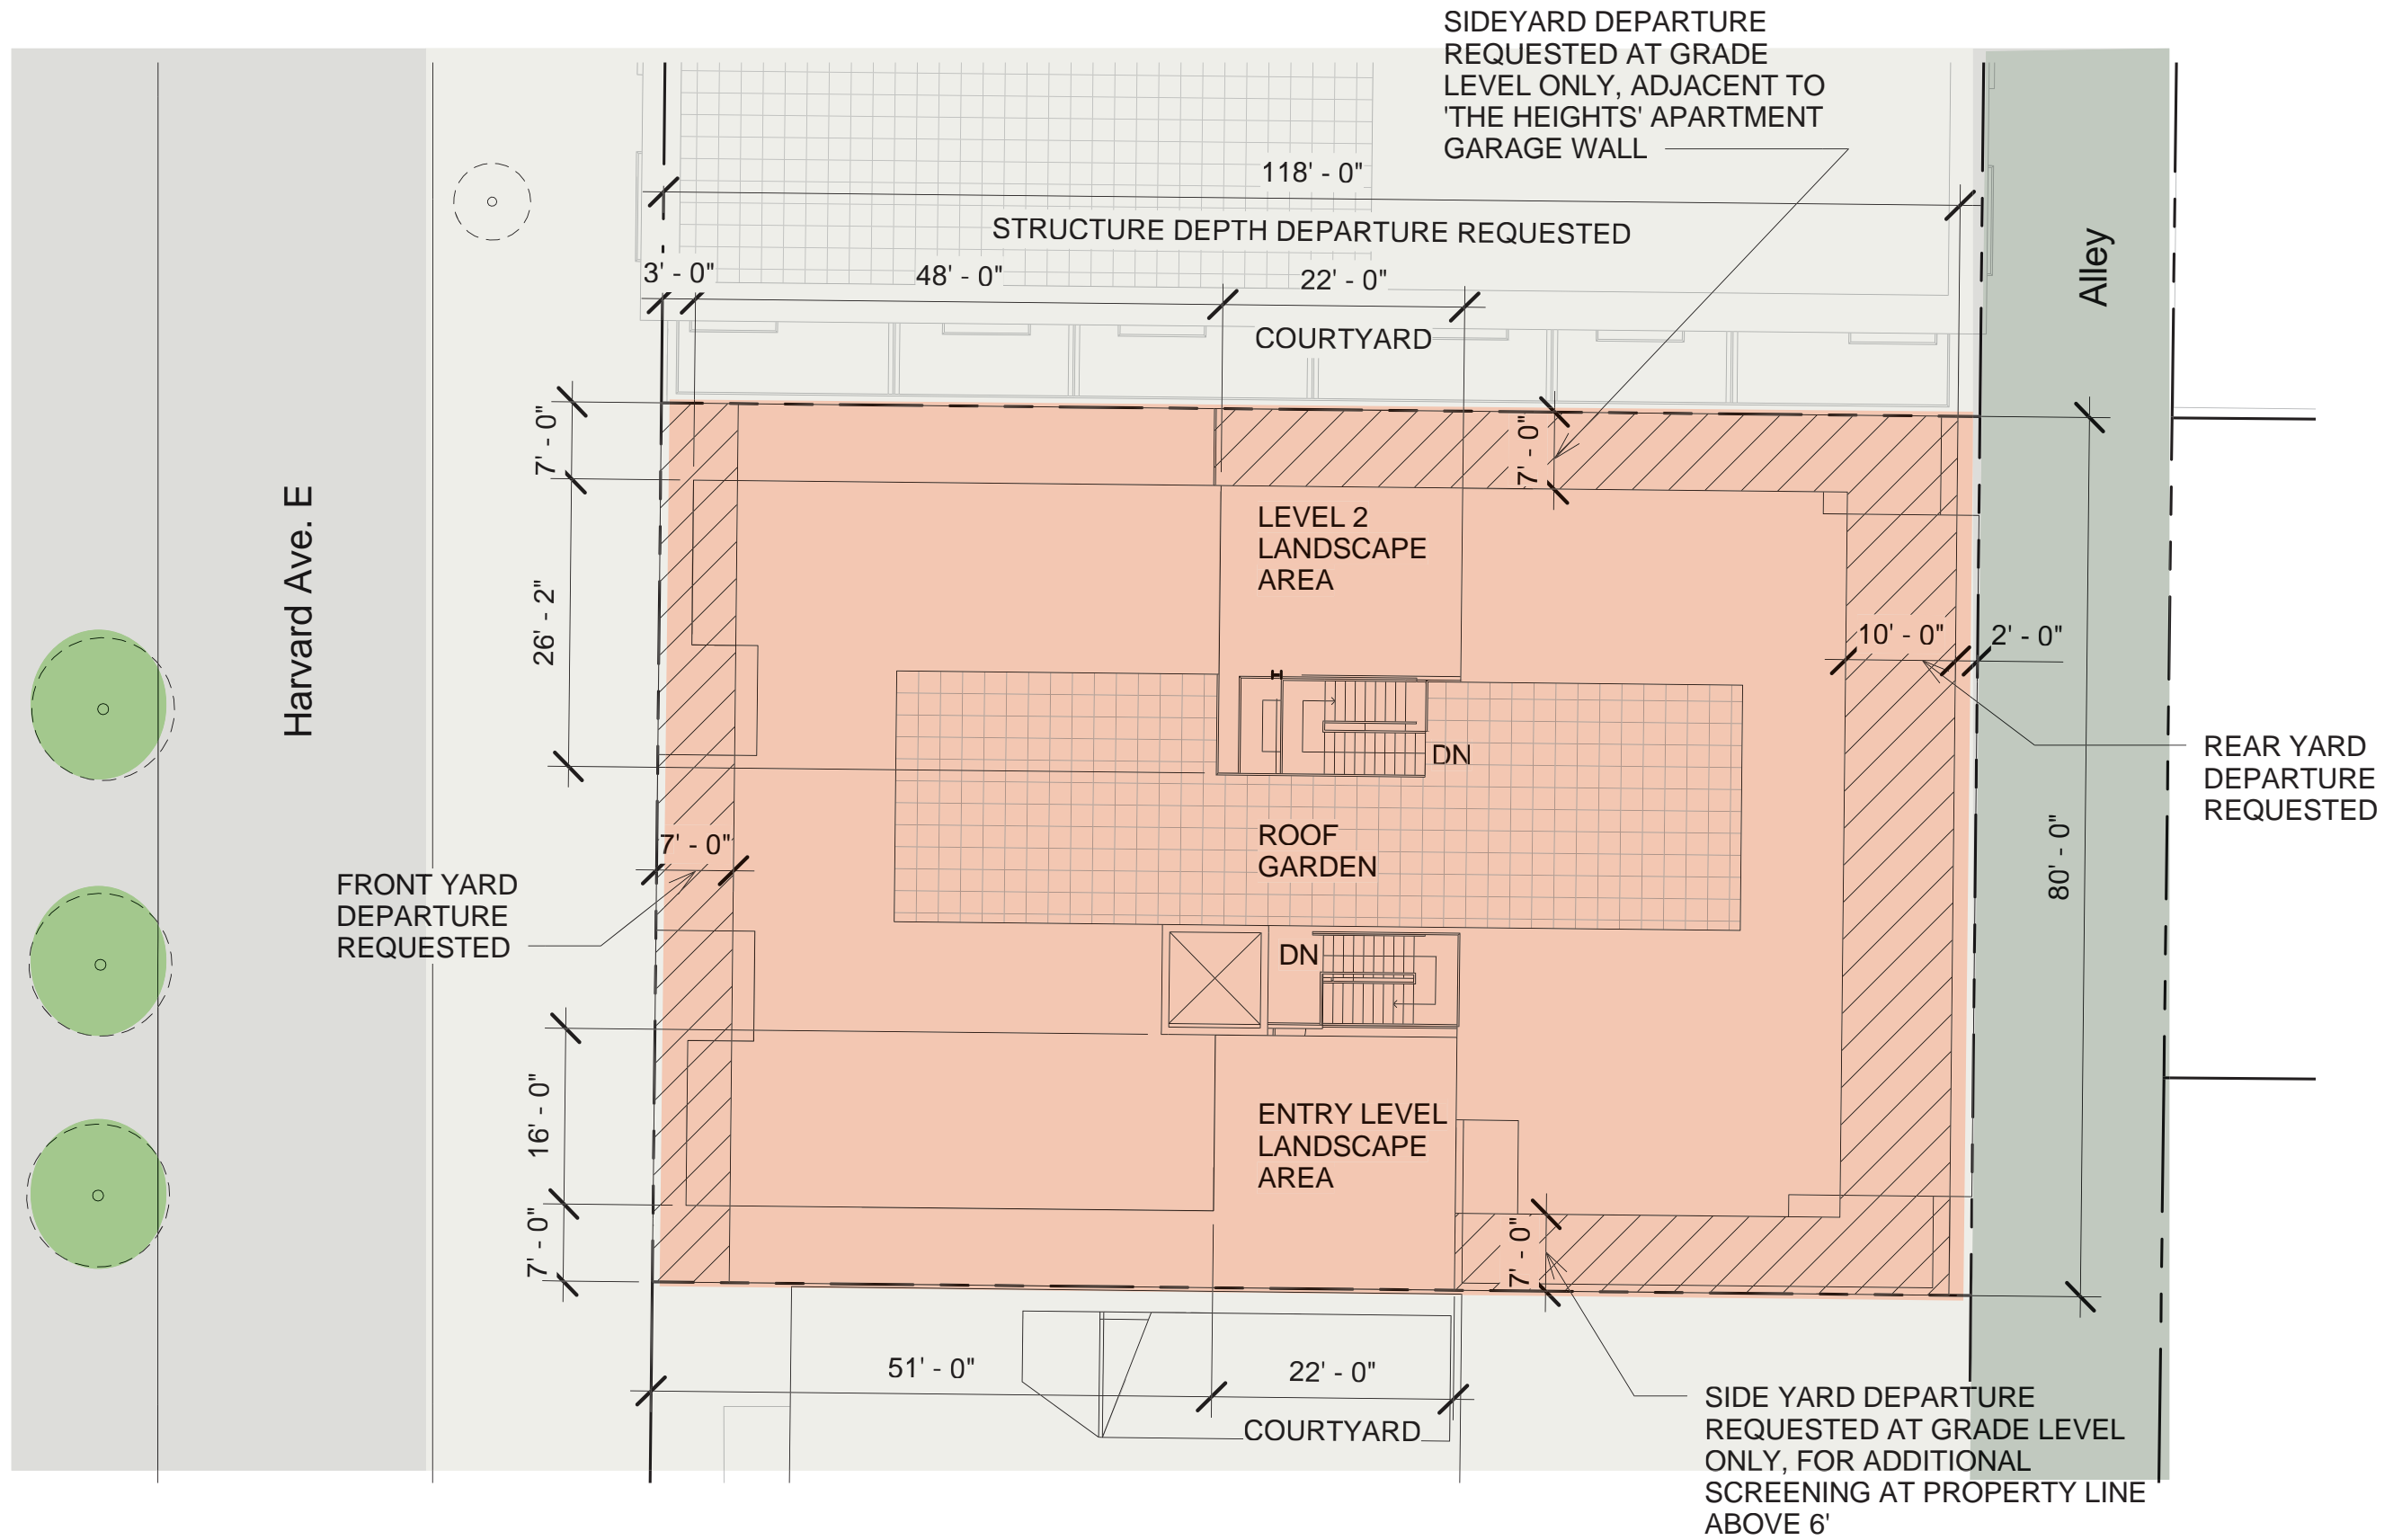 SIDEYARD DEPARTURE
REQUESTED AT GRADE
LEVEL ONLY, ADJACENT TO
'THE HEIGHTS' APARTMENT
GARAGE WALL
118' - 0"
STRUCTURE DEPTH DEPARTURE REQUESTED
3' - 0"
48' - 0"
22' - 0"
COURTYARD
Alley
7' - 0"
7' - 0"
Harvard Ave. E
26' - 2"
LEVEL 2
LANDSCAPE
AREA
10' - 0"
2' - 0"
DN
REAR YARD
DEPARTURE
REQUESTED
ROOF
GARDEN
7' - 0"
80' - 0"
FRONT YARD
DEPARTURE
REQUESTED
DN
16' - 0"
ENTRY LEVEL
LANDSCAPE
AREA
7' - 0"
7' - 0"
51' - 0"
22' - 0"
COURTYARD
SIDE YARD DEPARTURE
REQUESTED AT GRADE LEVEL
ONLY, FOR ADDITIONAL
SCREENING AT PROPERTY LINE
ABOVE 6'